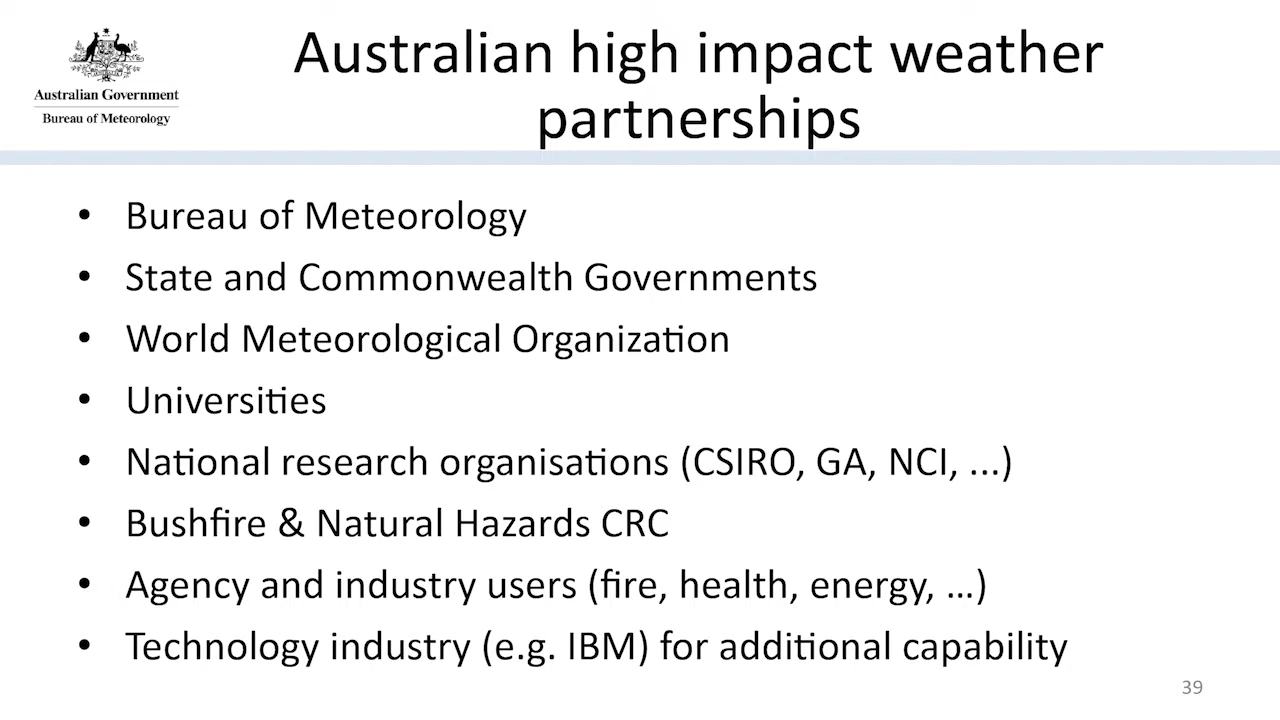 Australian Government
Bureau of Meteorology
Australian high impact weather
partnerships
• Bureau of Meteorology
• State and Commonwealth Governments
• World Meteorological Organization
• Universities
• National research organisations (CSIRO, GA, NCI, ...)
• Bushfire & Natural Hazards CRC
• Agency and industry users (fire, health, energy, …)
• Technology industry (e.g. IBM) for additional capability
39